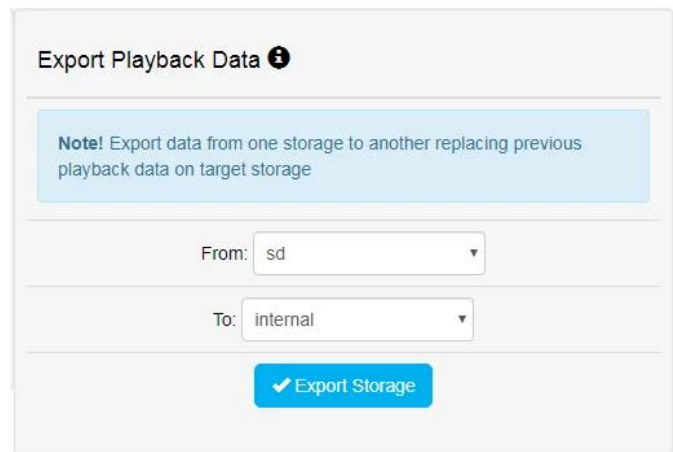 Export Playback Data
Note! Export data from one storage to another replacing previous
playback data on target storage
From: sd
To: internal
Export Storage